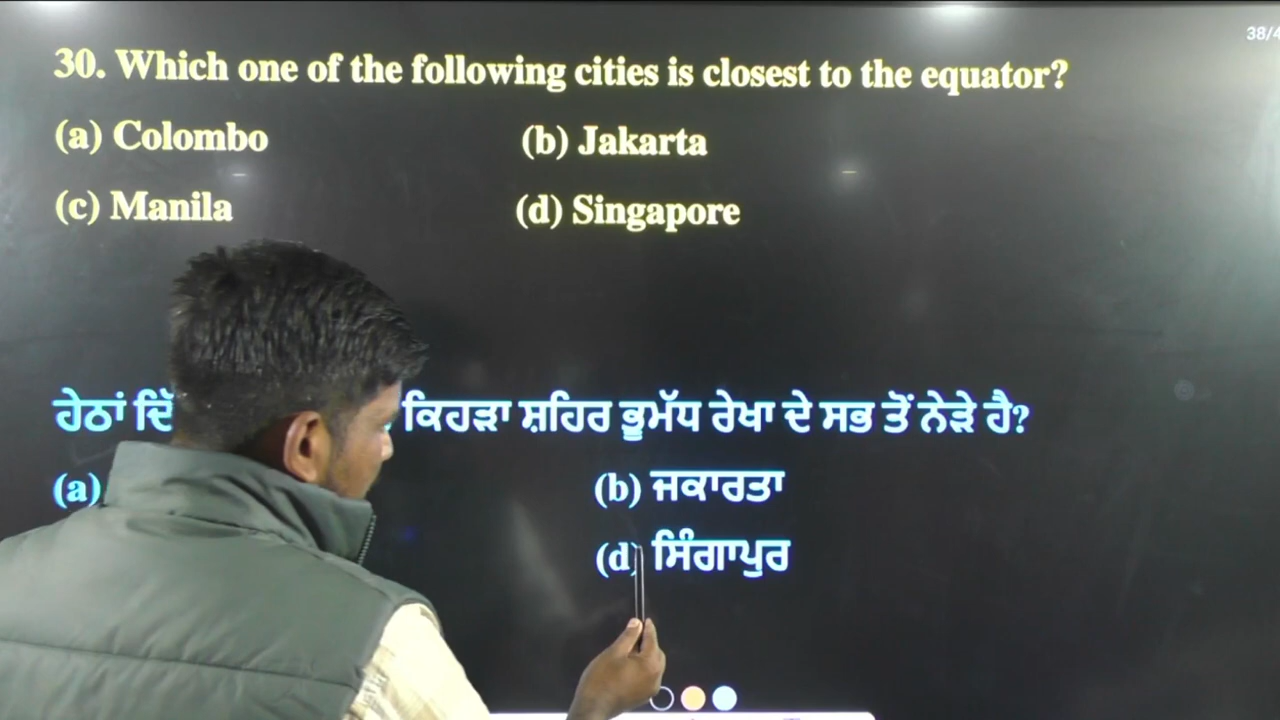 38/4
30. Which one of the following cities is closest to the equator?
(a) Colombo (b) Jakarta
(c) Manila (d) Singapore
ਹੇਠਾਂ ਕਿਹੜਾ ਸ਼ਹਿਰ ਭੂਮੱਧ ਰੇਖਾ ਦੇ ਸਭ ਤੋਂ ਨੇੜੇ ਹੈ?
(a) (b) ਜਕਾਰਤਾ
(d) ਸਿੰਗਾਪੁਰ